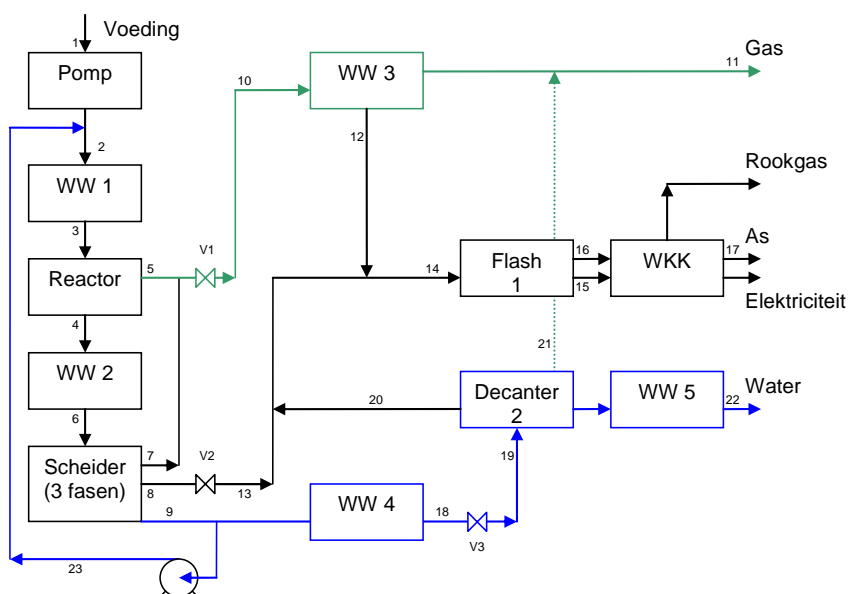 1
Voeding
Pomp
2
WW 1
3
Reactor
4
WW 2
6
Scheider
(3 fasen)
5
V1
10
WW 3
11
Gas
12
14
Flash
1
16
15
WKK
Rookgas
17
As
Elektriciteit
21
7
V2
8
13
20
Decanter
2
WW 5
22
Water
19
9
WW 4
18
V3
23